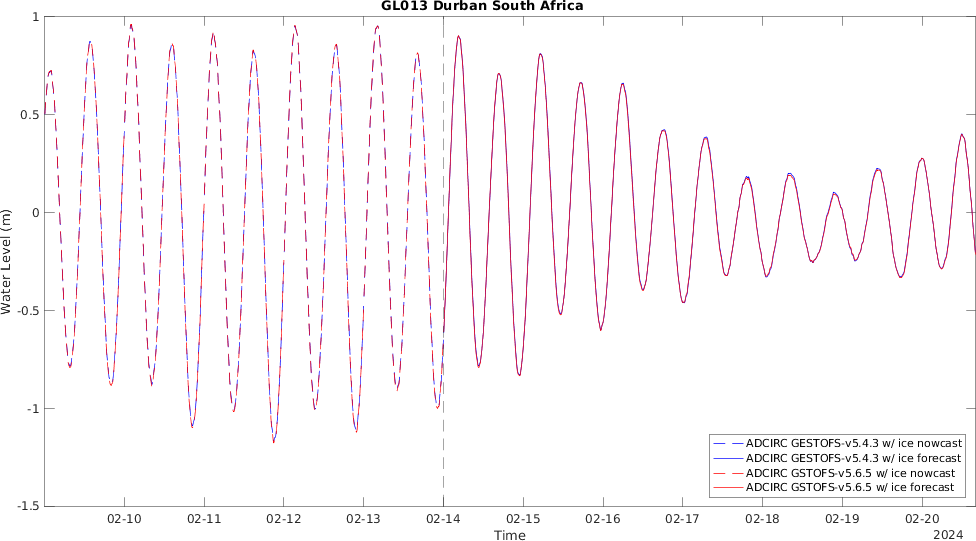 GL013 Durban South Africa
1
0.5
0
-0.5
-1
-1.5
Water Level (m)
ADCIRC GESTOFS-v5.4.3 w/ ice nowcast
ADCIRC GESTOFS-v5.4.3 w/ ice forecast
ADCIRC GSTOFS-v5.6.5 w/ ice nowcast
ADCIRC GSTOFS-v5.6.5 w/ ice forecast
02-10 02-11 02-12 02-13 02-14 02-15 02-16 02-17 02-18 02-19 02-20
Time
2024